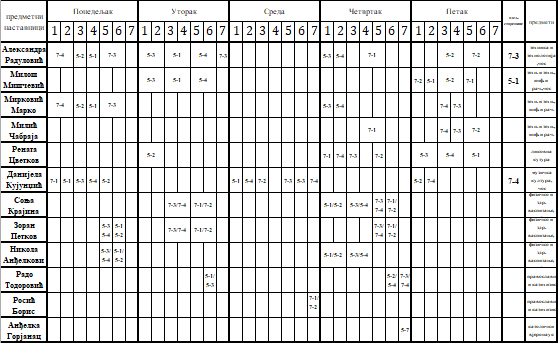 предметни наставници Понедељак Уторак Среда Четвртак Петак
1 2 3 4 5 6 7 1 2 3 4 5 6 7 1 2 3 4 5 6 7 1 2 3 4 5 6 7 1 2 3 4 5 6 7
Александра Радуловић 7-4 5-2 5-1 7-3 5-3 5-1 5-4 7-3 5-3 5-4 7-1 5-2 7-2 7-3
Милош Мишчевић 5-3 5-1 5-4 7-2 5-1 5-2 7-1 5-1
Мирковић Марко 7-4 5-2 5-1 7-3 5-3 5-4 7-4 7-3
Милић Чабраја 7-1 7-4 7-3 7-2
Рената Цветков 5-2 7-1 7-4 7-3 7-2 5-3 5-4 5-1
Данијела Кујунџић 7-1 5-1 5-3 5-4 5-2 5-1 5-4 7-2 7-3 5-3 7-4 5-2 7-4 7-4
Соња Крајина 7-3/7-4 7-1/7-2 5-1/5-2 5-3/5-4 7-3 7-4 7-1/ 7-2
Зоран Петков 5-3 5-4 5-1 5-2 7-3/7-4 7-1/7-2 7-3/ 7-4 7-1/ 7-2
Никола Анђелкови 5-3/ 5-4 5-1/ 5-2 5-1/5-2 5-3/5-4
Радо Тодоровић 5-1/ 5-3 5-2/ 5-4 7-3/ 7-4
Росић Борис 7-1/ 7-2
Анђелка Горјанац 5-7